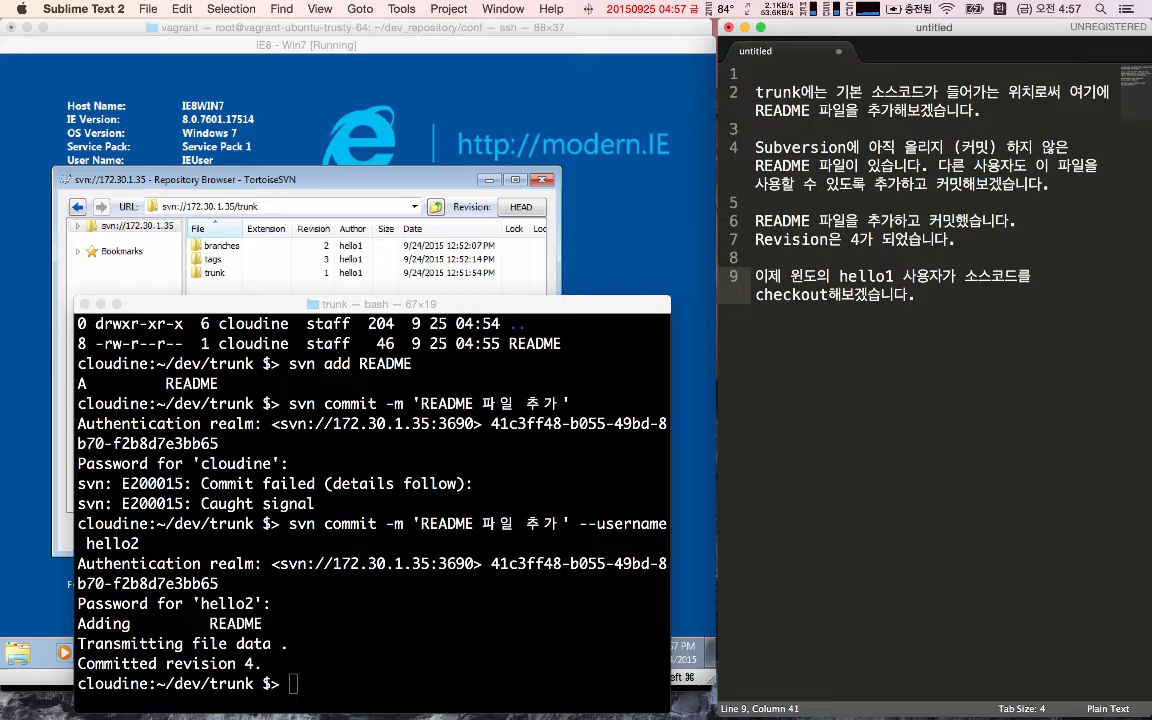 Sublime Text 2 File Edit Selection Find View Goto Tools Project Window Help 20150925 04:57 금 84° 2.1KB/s 53.6KB/s 충전됨 (금) 오전 4:57
vagrant — root@vagrant-ubuntu-trusty-64: ~/dev_repository/conf — ssh — 88×37
IE8 - Win7 [Running]
Host Name: IE8WIN7
IE Version: 8.0.7601.17514
OS Version: Windows 7
Service Pack: Service Pack 1
User Name: IEUser
http://modern.IE
svn://172.30.1.35 - Repository Browser - TortoiseSVN
URL: svn://172.30.1.35/trunk Revision: HEAD
svn://172.30.1.35
Bookmarks
File Extension Revision Author Size Date Lock Loc
branches 2 hello1 9/24/2015 12:52:07 PM
tags 3 hello1 9/24/2015 12:52:14 PM
trunk 1 hello1 9/24/2015 12:51:54 PM
trunk — bash — 67×19
0 drwxr-xr-x 6 cloudine staff 204 9 25 04:54 ..
8 -rw-r--r-- 1 cloudine staff 46 9 25 04:55 README
cloudine:~/dev/trunk $> svn add README
A README
cloudine:~/dev/trunk $> svn commit -m 'README 파일 추가'
Authentication realm: <svn://172.30.1.35:3690> 41c3ff48-b055-49bd-8
b70-f2b8d7e3bb65
Password for 'cloudine':
svn: E200015: Commit failed (details follow):
svn: E200015: Caught signal
cloudine:~/dev/trunk $> svn commit -m 'README 파일 추가' --username
hello2
Authentication realm: <svn://172.30.1.35:3690> 41c3ff48-b055-49bd-8
b70-f2b8d7e3bb65
Password for 'hello2':
Adding README
Transmitting file data .
Committed revision 4.
cloudine:~/dev/trunk $>
untitled UNREGISTERED
untitled
1
2 trunk에는 기본 소스코드가 들어가는 위치로써 여기에
README 파일을 추가해보겠습니다.
3
4 Subversion에 아직 올리지 (커밋) 하지 않은
README 파일이 있습니다. 다른 사용자도 이 파일을
사용할 수 있도록 추가하고 커밋해보겠습니다.
5
6 README 파일을 추가하고 커밋했습니다.
7 Revision은 4가 되었습니다.
8
9 이제 윈도의 hello1 사용자가 소스코드를
checkout해보겠습니다.
Line 9, Column 41 Tab Size: 4 Plain Text